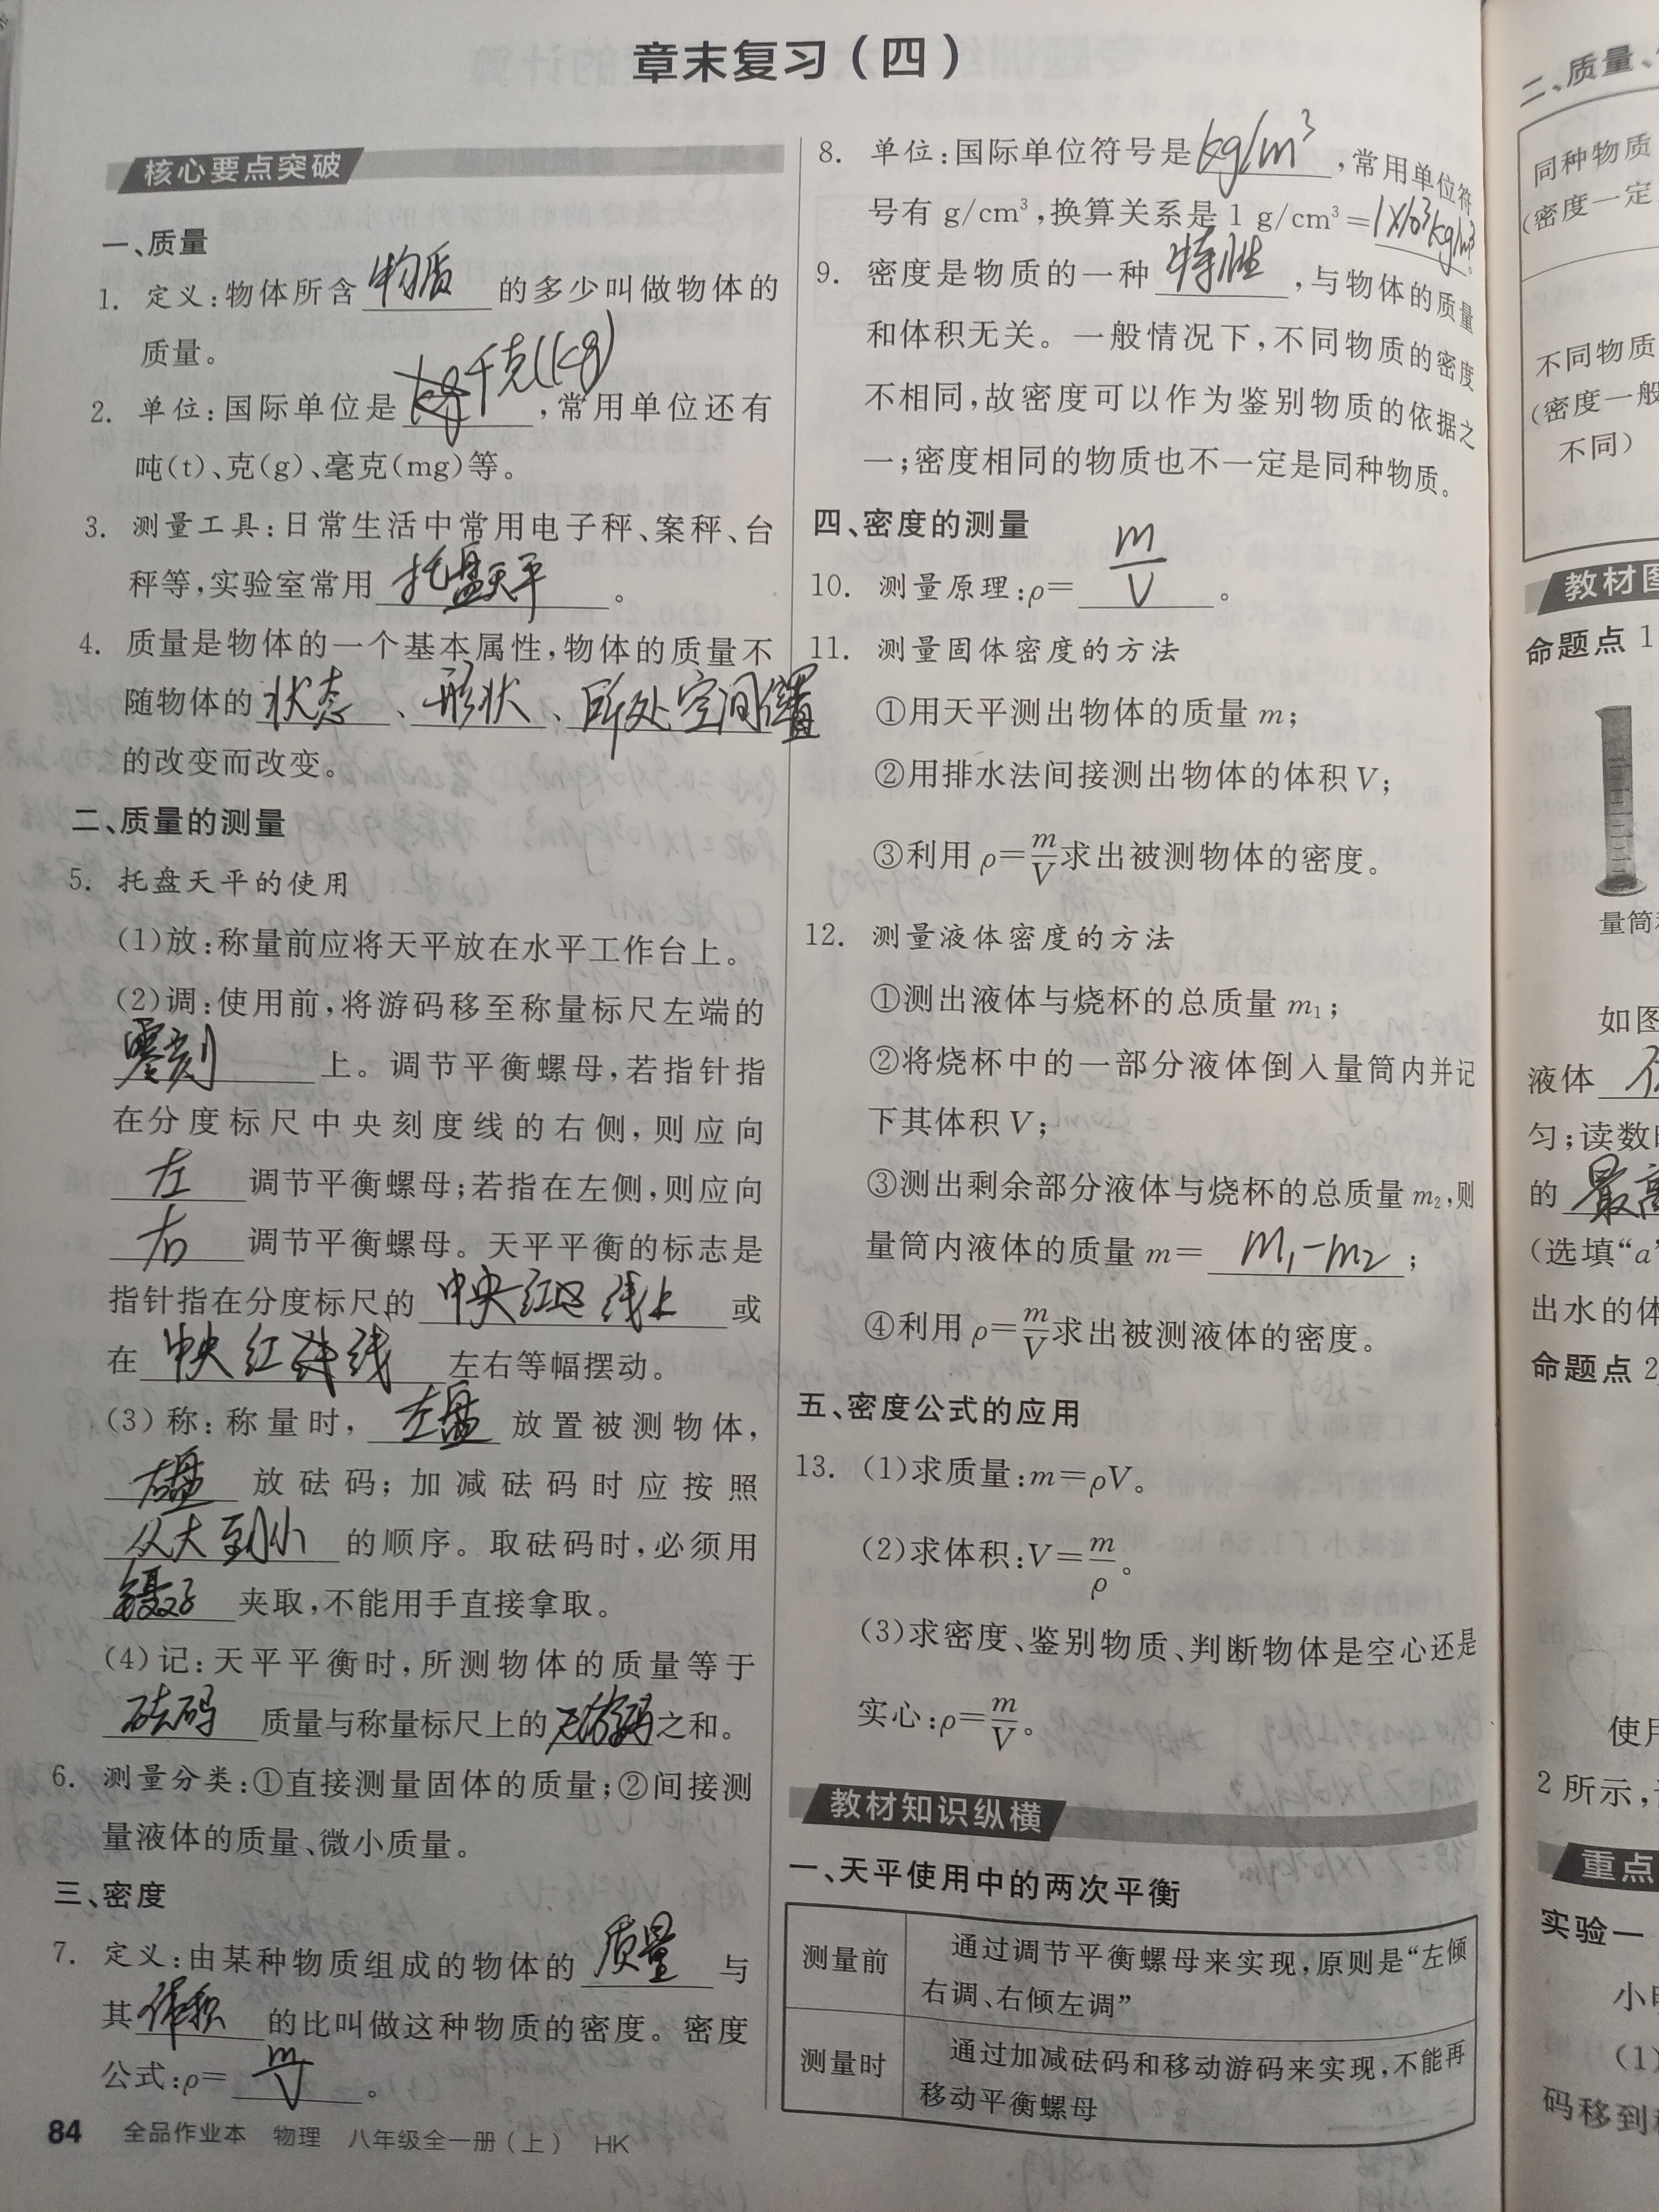 章末复习(四)
核心要点突破
一、质量
1. 定义:物体所含 物质 的多少叫做物体的
质量。
2. 单位:国际单位是 kg千克(kg) ,常用单位还有
吨(t)、克(g)、毫克(mg)等。
3. 测量工具:日常生活中常用电子秤、案秤、台
秤等,实验室常用 托盘天平 。
4. 质量是物体的一个基本属性,物体的质量不
随物体的 状态 、 形状 、 所处空间位置
的改变而改变。
二、质量的测量
5. 托盘天平的使用
(1)放:称量前应将天平放在水平工作台上。
(2)调:使用前,将游码移至称量标尺左端的
零刻 上。调节平衡螺母,若指针指
在分度标尺中央刻度线的右侧,则应向
左 调节平衡螺母;若指在左侧,则应向
右 调节平衡螺母。天平平衡的标志是
指针指在分度标尺的 中央红 线上 或
在 中央红 线 左右等幅摆动。
(3)称:称量时, 左盘 放置被测物体,
右盘 放砝码;加减砝码时应按照
从大到小 的顺序。取砝码时,必须用
镊子 夹取,不能用手直接拿取。
(4)记:天平平衡时,所测物体的质量等于
砝码 质量与称量标尺上的 之和。
6. 测量分类:①直接测量固体的质量;②间接测
量液体的质量、微小质量。
三、密度
7. 定义:由某种物质组成的物体的 质量 与
其 体积 的比叫做这种物质的密度。密度
公式:ρ= m/V 。
84 全品作业本 物理 八年级全一册(上) HK
8. 单位:国际单位符号是 kg/m³ ,常用单位符
号有 g/cm³,换算关系是 1 g/cm³= 1×10³kg/m³。
9. 密度是物质的一种 特性 ,与物体的质量
和体积无关。一般情况下,不同物质的密度
不相同,故密度可以作为鉴别物质的依据之
一;密度相同的物质也不一定是同种物质。
四、密度的测量
10. 测量原理:ρ= m/V 。
11. 测量固体密度的方法
①用天平测出物体的质量 m;
②用排水法间接测出物体的体积 V;
③利用 ρ=m/V求出被测物体的密度。
12. 测量液体密度的方法
①测出液体与烧杯的总质量 m₁;
②将烧杯中的一部分液体倒入量筒内并记
下其体积 V;
③测出剩余部分液体与烧杯的总质量 m₂,则
量筒内液体的质量 m= m₁-m₂ ;
④利用 ρ=m/V求出被测液体的密度。
五、密度公式的应用
13. (1)求质量:m=ρV。
(2)求体积:V=m/ρ。
(3)求密度、鉴别物质、判断物体是空心还是
实心:ρ=m/V。
教材知识纵横
一、天平使用中的两次平衡
测量前 通过调节平衡螺母来实现,原则是“左倾
右调、右倾左调”
测量时 通过加减砝码和移动游码来实现,不能再
移动平衡螺母
二、质量、
同种物质
(密度一定
不同物质
(密度一般
不同)
教材
命题点 1
量筒
如图
液体
匀;读数
的 最高
(选填“a”
出水的体
命题点 2
使用
2 所示,
重点
实验一
小明
(1)
码移到